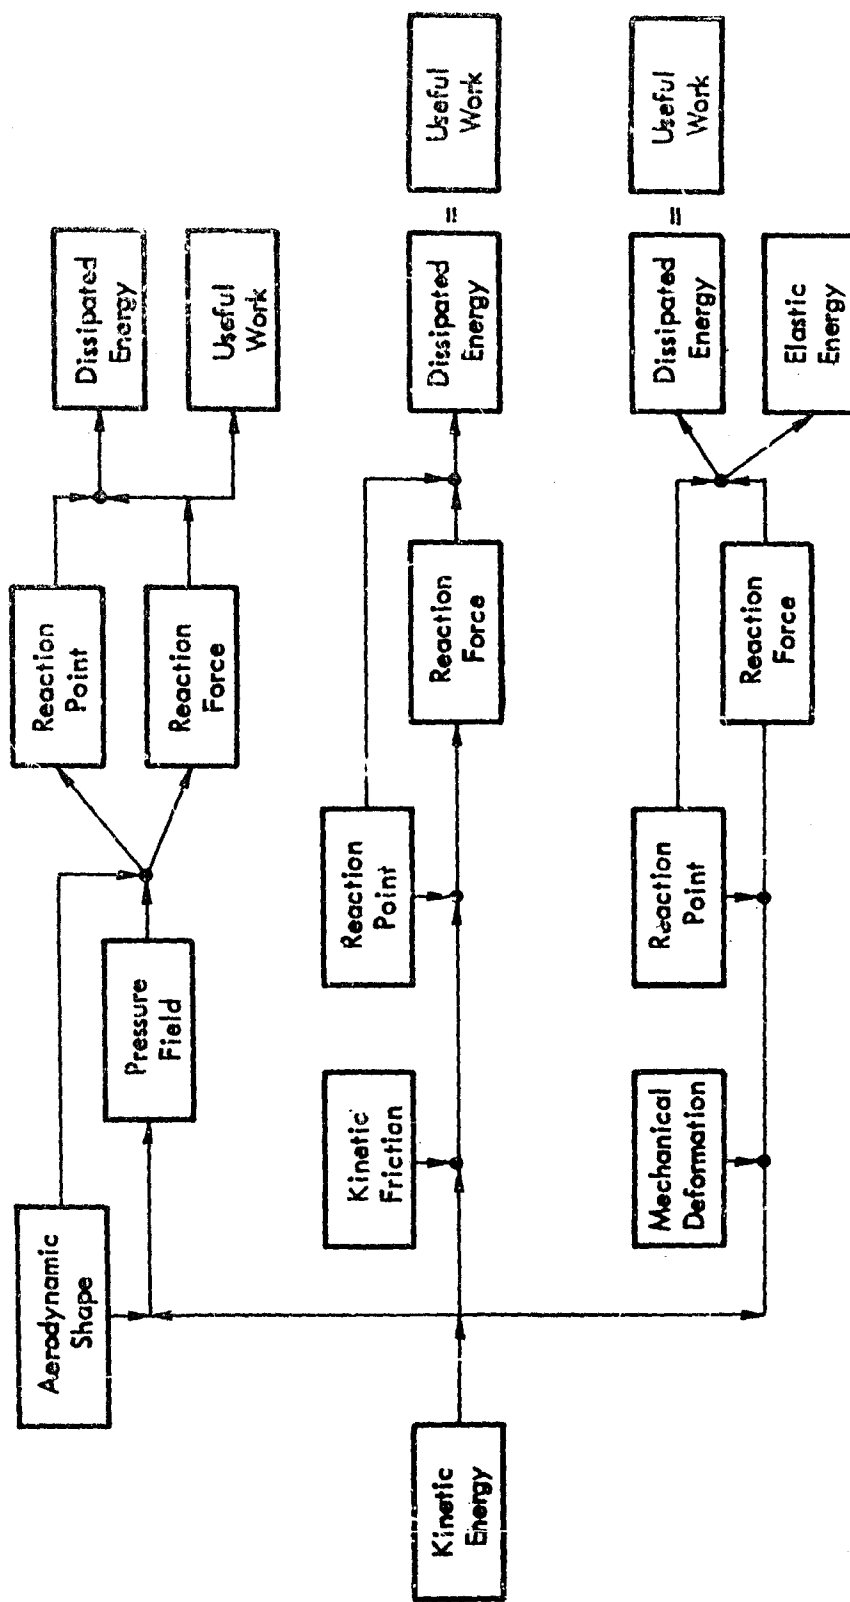 Aerodynamic
Shape
Pressure
Field
Reaction
Point
Reaction
Force
Dissipated
Energy
Useful
Work
Kinetic
Energy
Kinetic
Friction
Reaction
Point
Reaction
Force
Dissipated
Energy
=
Useful
Work
Mechanical
Deformation
Reaction
Point
Reaction
Force
Dissipated
Energy
=
Useful
Work
Elastic
Energy